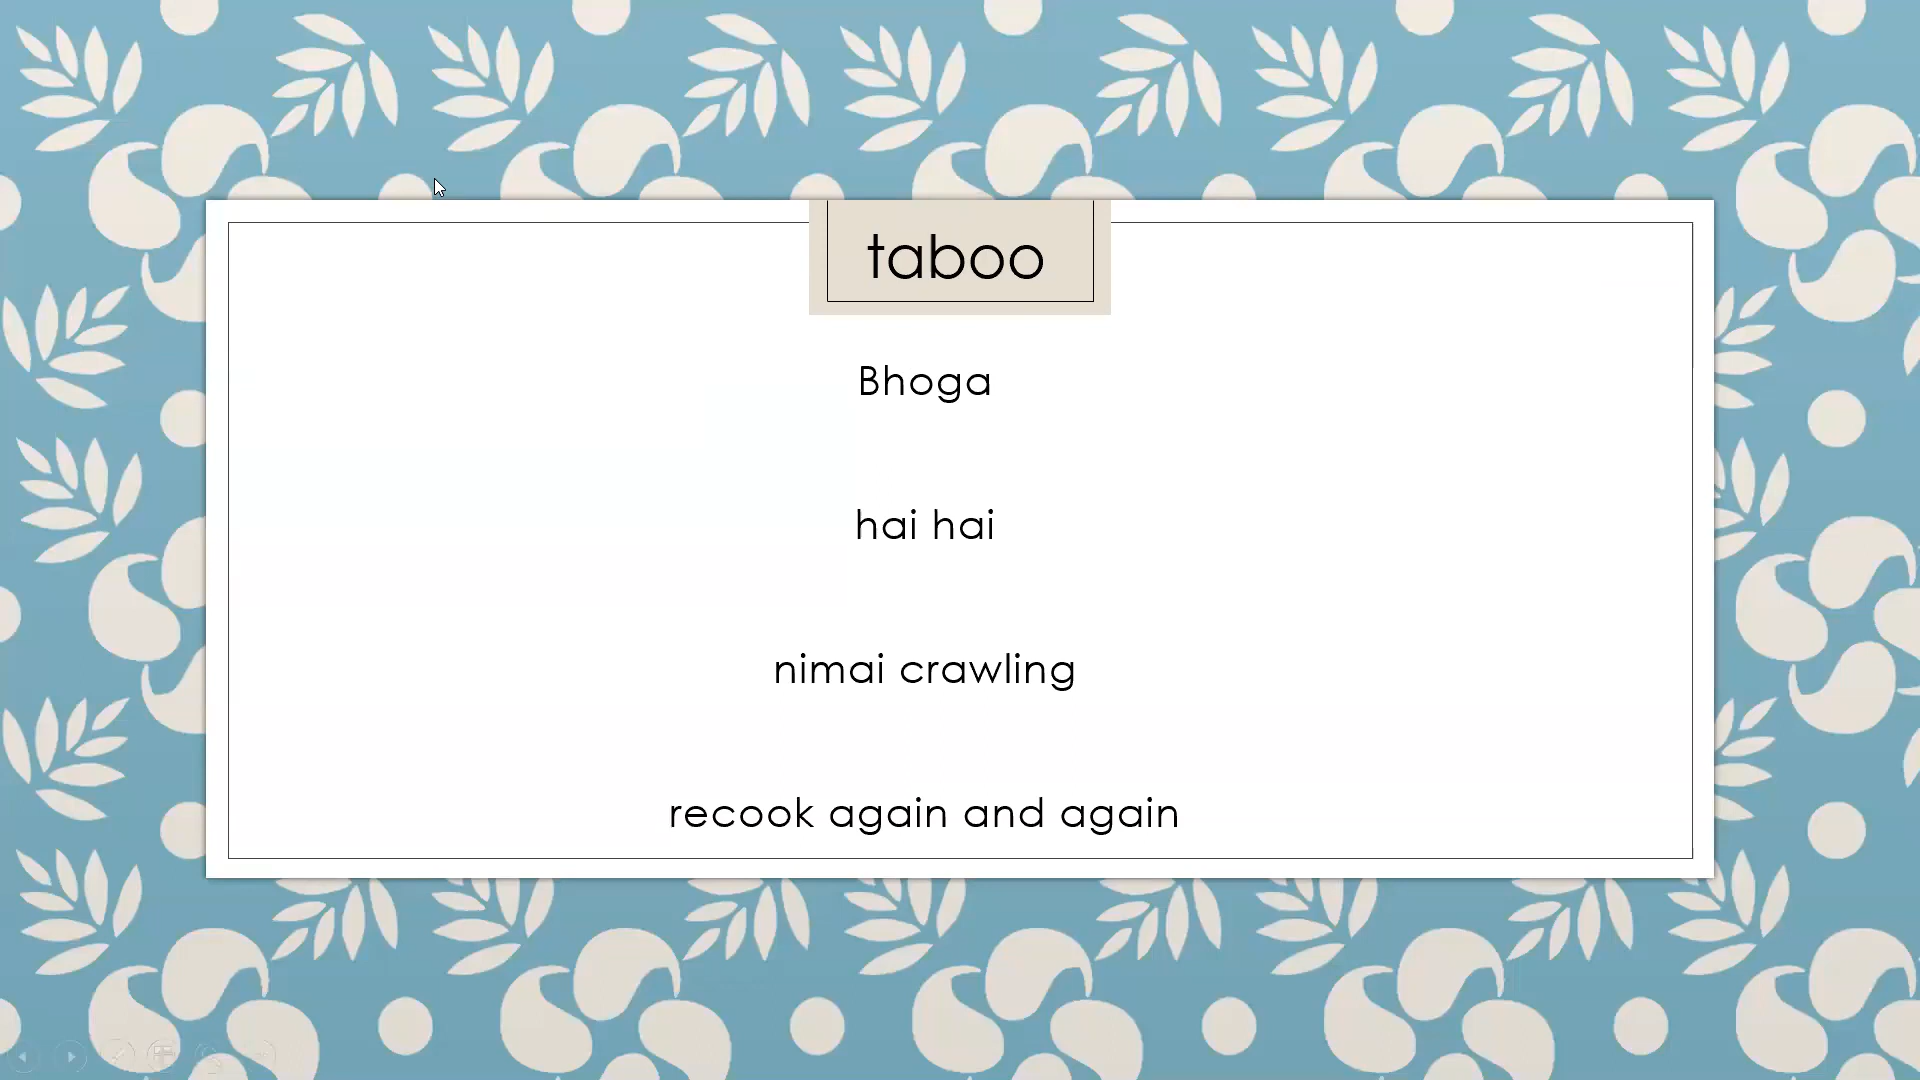 taboo
Bhoga
hai hai
nimai crawling
recook again and again